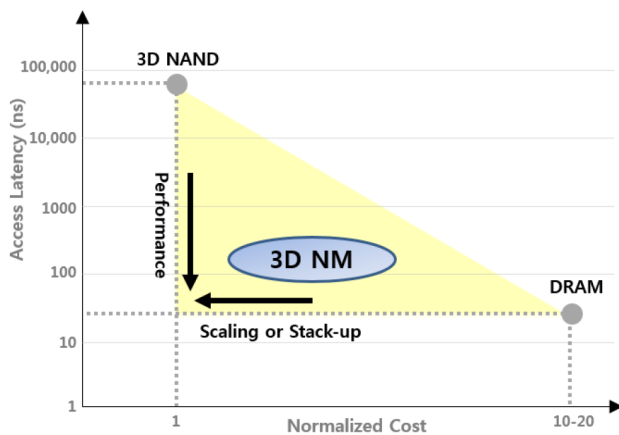 3D NAND
100,000
10,000
1000
100
10
1
Access Latency (ns)
Performance
3D NM
DRAM
Scaling or Stack-up
1
Normalized Cost
10-20